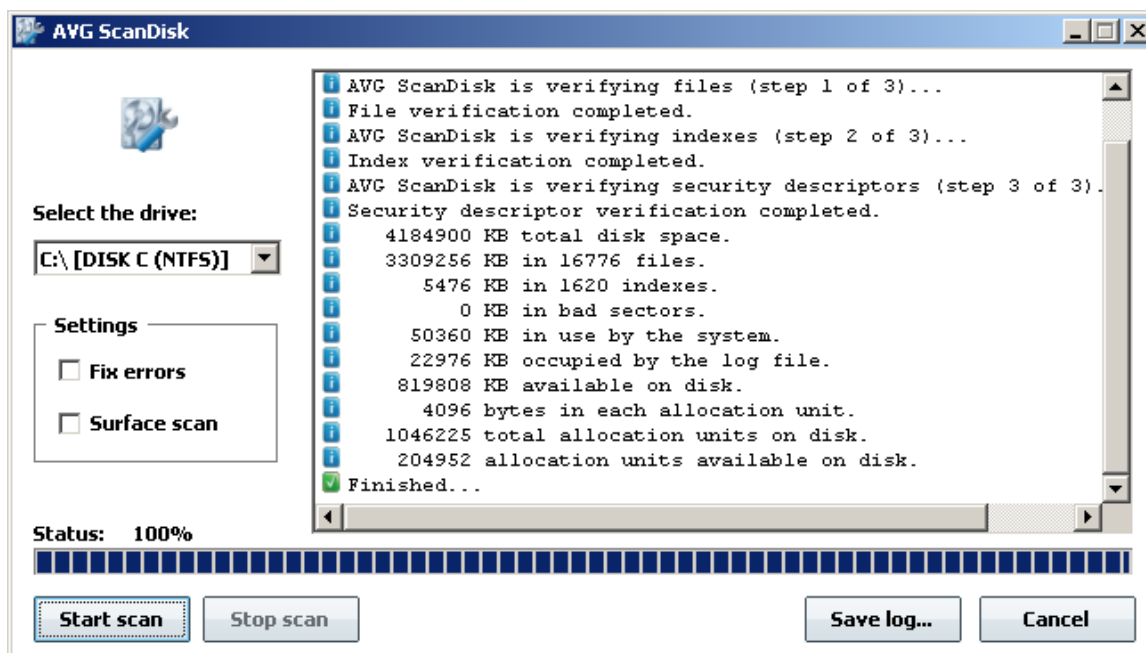 AVG ScanDisk
AVG ScanDisk is verifying files (step 1 of 3)...
File verification completed.
AVG ScanDisk is verifying indexes (step 2 of 3)...
Index verification completed.
AVG ScanDisk is verifying security descriptors (step 3 of 3).
Security descriptor verification completed.
4184900 KB total disk space.
3309256 KB in 16776 files.
5476 KB in 1620 indexes.
0 KB in bad sectors.
50360 KB in use by the system.
22976 KB occupied by the log file.
819808 KB available on disk.
4096 bytes in each allocation unit.
1046225 total allocation units on disk.
204952 allocation units available on disk.
Finished...
Select the drive:
C:\ [DISK C (NTFS)]
Settings
Fix errors
Surface scan
Status: 100%
Start scan
Stop scan
Save log...
Cancel